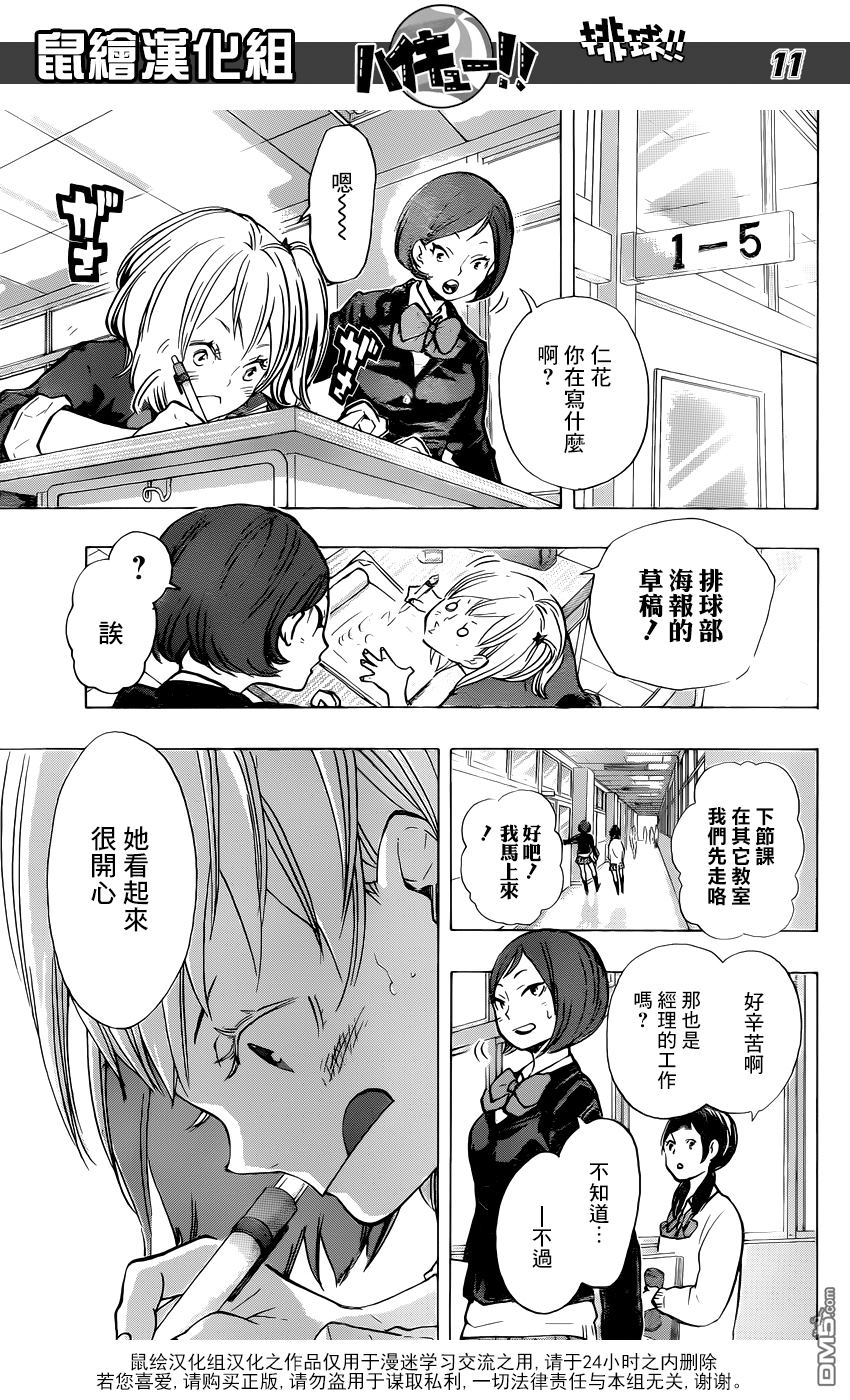 鼠繪漢化組
ハイキュー!!
排球!!
11
1-5
仁花
你在寫什麼
啊?
嗯~~~
ガガ
ガガ
排球部
海報的
草稿!
?
誒
下節課
在其它教室
我們先走咯
好吧!
我馬上來
!
好辛苦啊
那也是
經理的工作
嗎?
不知道…
—不過
她看起來
很開心
鼠绘汉化组汉化之作品仅用于漫迷学习交流之用, 请于24小时之内删除
若您喜爱, 请购买正版, 请勿盗用于谋取私利, 一切法律责任与本组无关, 谢谢。
DM5.com